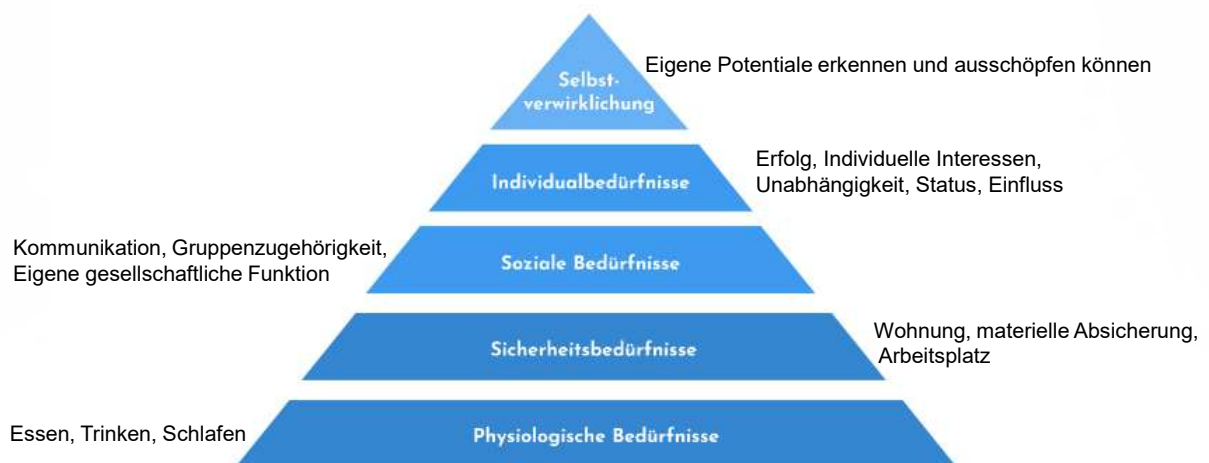 Selbst-
verwirklichung
Eigene Potentiale erkennen und ausschöpfen können
Individualbedürfnisse
Erfolg, Individuelle Interessen,
Unabhängigkeit, Status, Einfluss
Kommunikation, Gruppenzugehörigkeit,
Eigene gesellschaftliche Funktion
Soziale Bedürfnisse
Sicherheitsbedürfnisse
Wohnung, materielle Absicherung,
Arbeitsplatz
Essen, Trinken, Schlafen
Physiologische Bedürfnisse